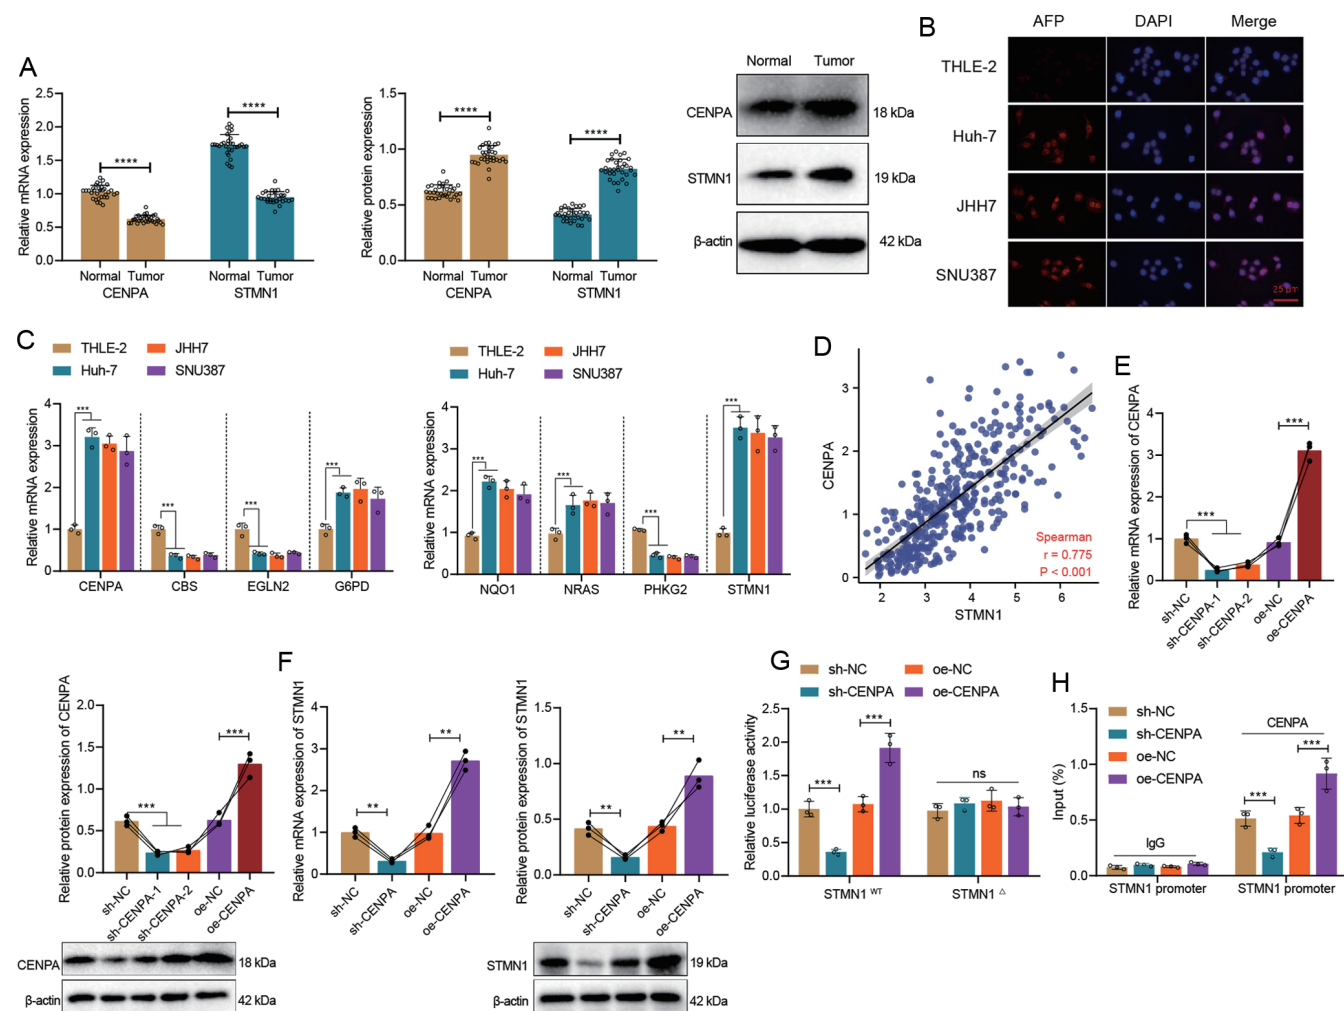 A
Relative mRNA expression
2.5
2.0
1.5
1.0
0.5
0.0
****
****
Normal Tumor Normal Tumor
CENPA STMN1
Relative protein expression
1.5
1.0
0.5
0.0
****
****
Normal Tumor Normal Tumor
CENPA STMN1
Normal Tumor
CENPA 18 kDa
STMN1 19 kDa
β-actin 42 kDa
B
AFP DAPI Merge
THLE-2
Huh-7
JHH7
SNU387
25 μm
C
THLE-2 JHH7
Huh-7 SNU387
Relative mRNA expression
4
3
2
1
0
*** *** *** ***
CENPA CBS EGLN2 G6PD
THLE-2 JHH7
Huh-7 SNU387
Relative mRNA expression
4
3
2
1
0
*** *** *** ***
NQO1 NRAS PHKG2 STMN1
D
CENPA
3
2
1
0
Spearman
r = 0.775
P < 0.001
2 3 4 5 6
STMN1
E
Relative mRNA expression of CENPA
4
3
2
1
0
*** ***
sh-NC sh-CENPA-1 sh-CENPA-2 oe-NC oe-CENPA
Relative protein expression of CENPA
2.0
1.5
1.0
0.5
0.0
*** ***
sh-NC sh-CENPA-1 sh-CENPA-2 oe-NC oe-CENPA
CENPA 18 kDa
β-actin 42 kDa
F
Relative mRNA expression of STMN1
4
3
2
1
0
** **
sh-NC sh-CENPA oe-NC oe-CENPA
Relative protein expression of STMN1
1.5
1.0
0.5
0.0
** **
sh-NC sh-CENPA oe-NC oe-CENPA
STMN1 19 kDa
β-actin 42 kDa
G
sh-NC oe-NC
sh-CENPA oe-CENPA
Relative luciferase activity
2.5
2.0
1.5
1.0
0.5
0.0
*** *** ns
STMN1 WT STMN1 △
H
sh-NC
sh-CENPA
oe-NC
oe-CENPA
Input (%)
1.5
1.0
0.5
0.0
IgG
CENPA
*** ***
STMN1 promoter STMN1 promoter